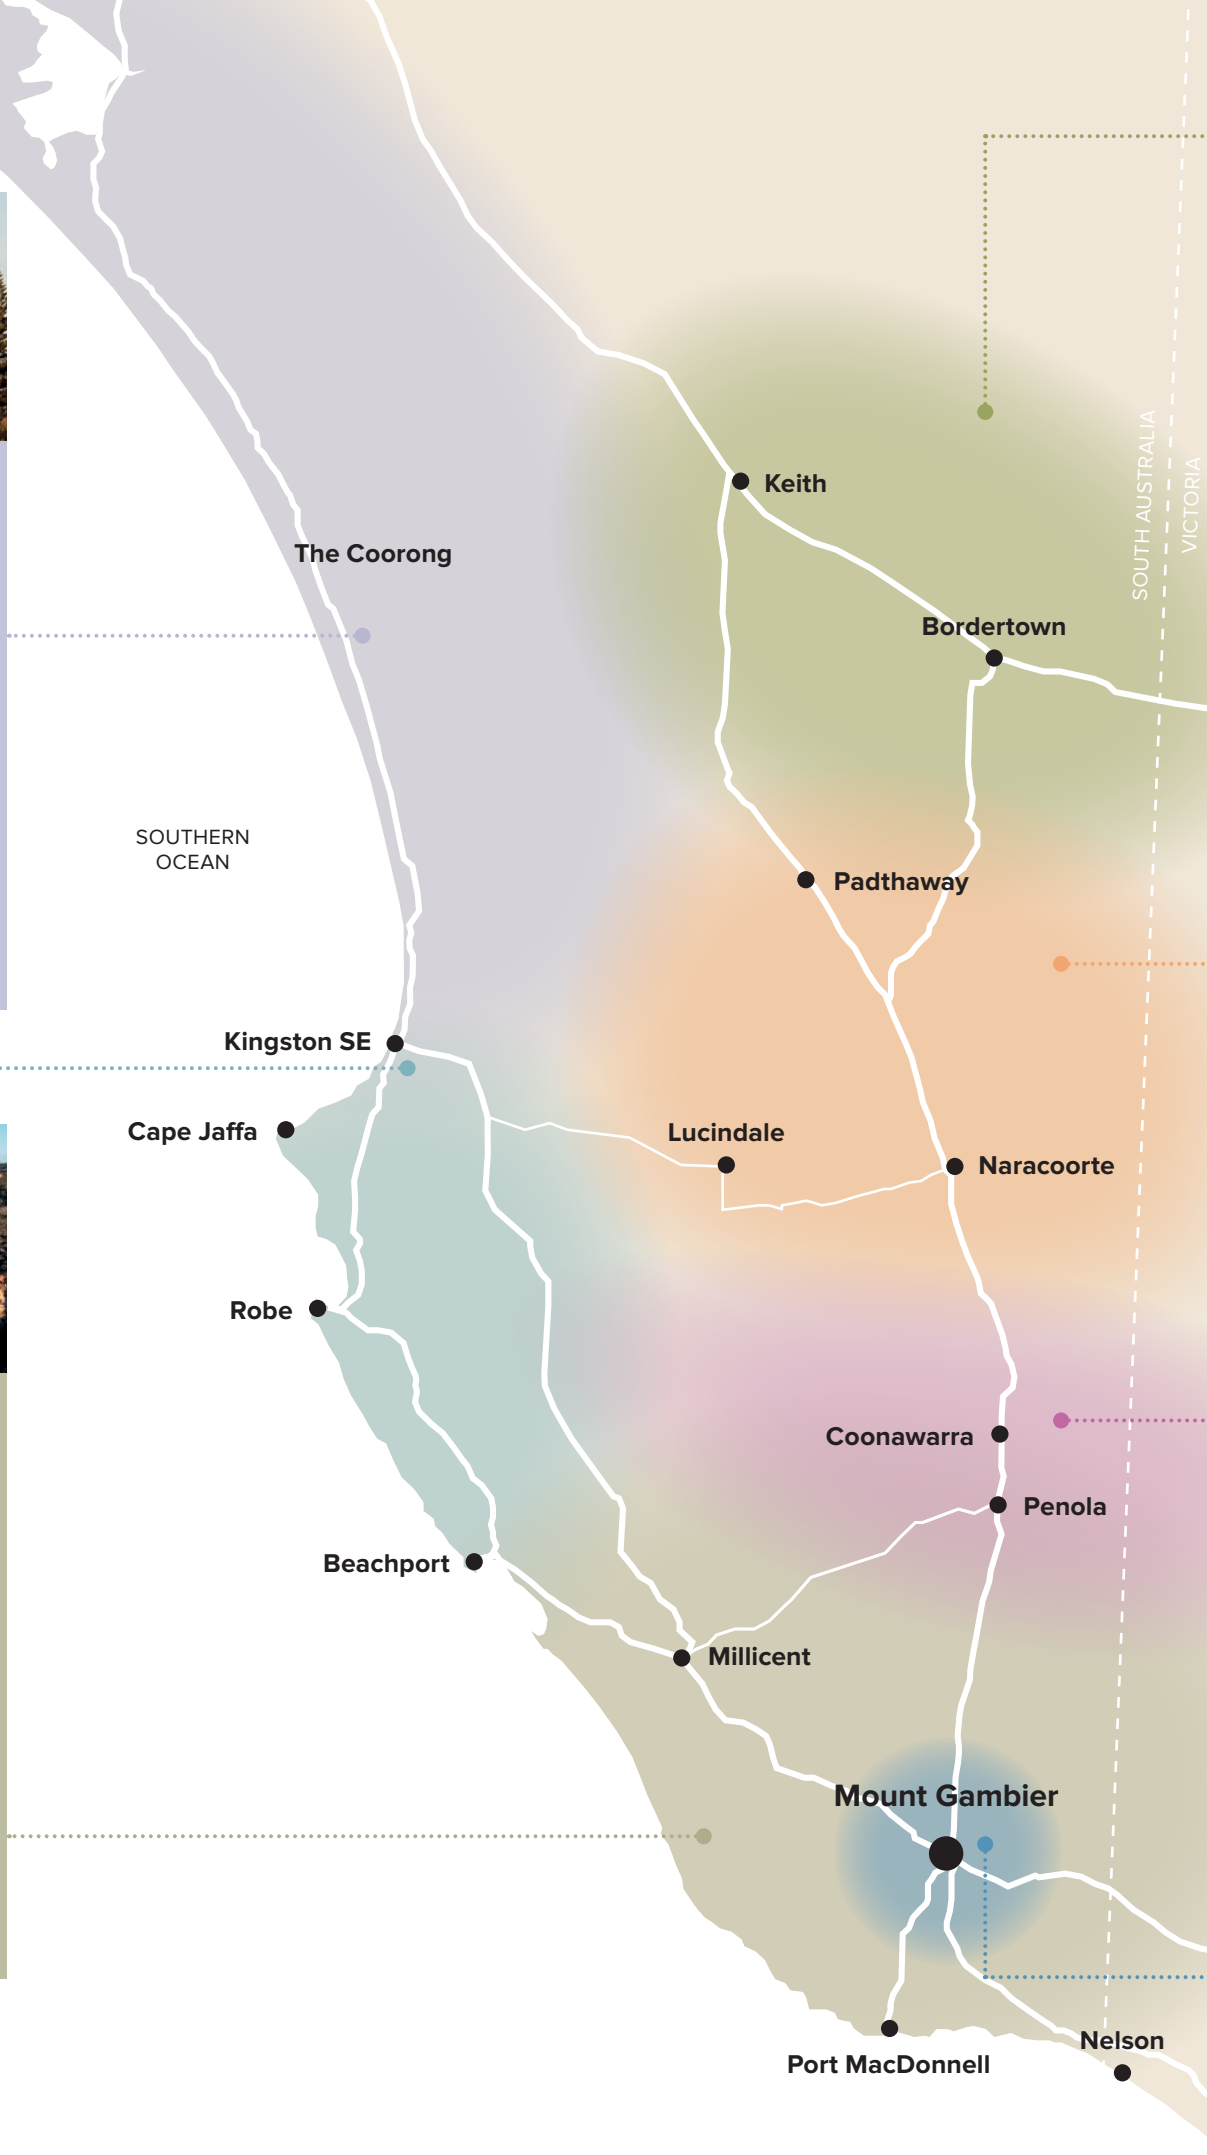 Keith
SOUTH AUSTRALIA
VICTORIA
The Coorong
Bordertown
SOUTHERN
OCEAN
Padthaway
Kingston SE
Cape Jaffa
Lucindale
Naracoorte
Robe
Coonawarra
Penola
Beachport
Millicent
Mount Gambier
Nelson
Port MacDonnell